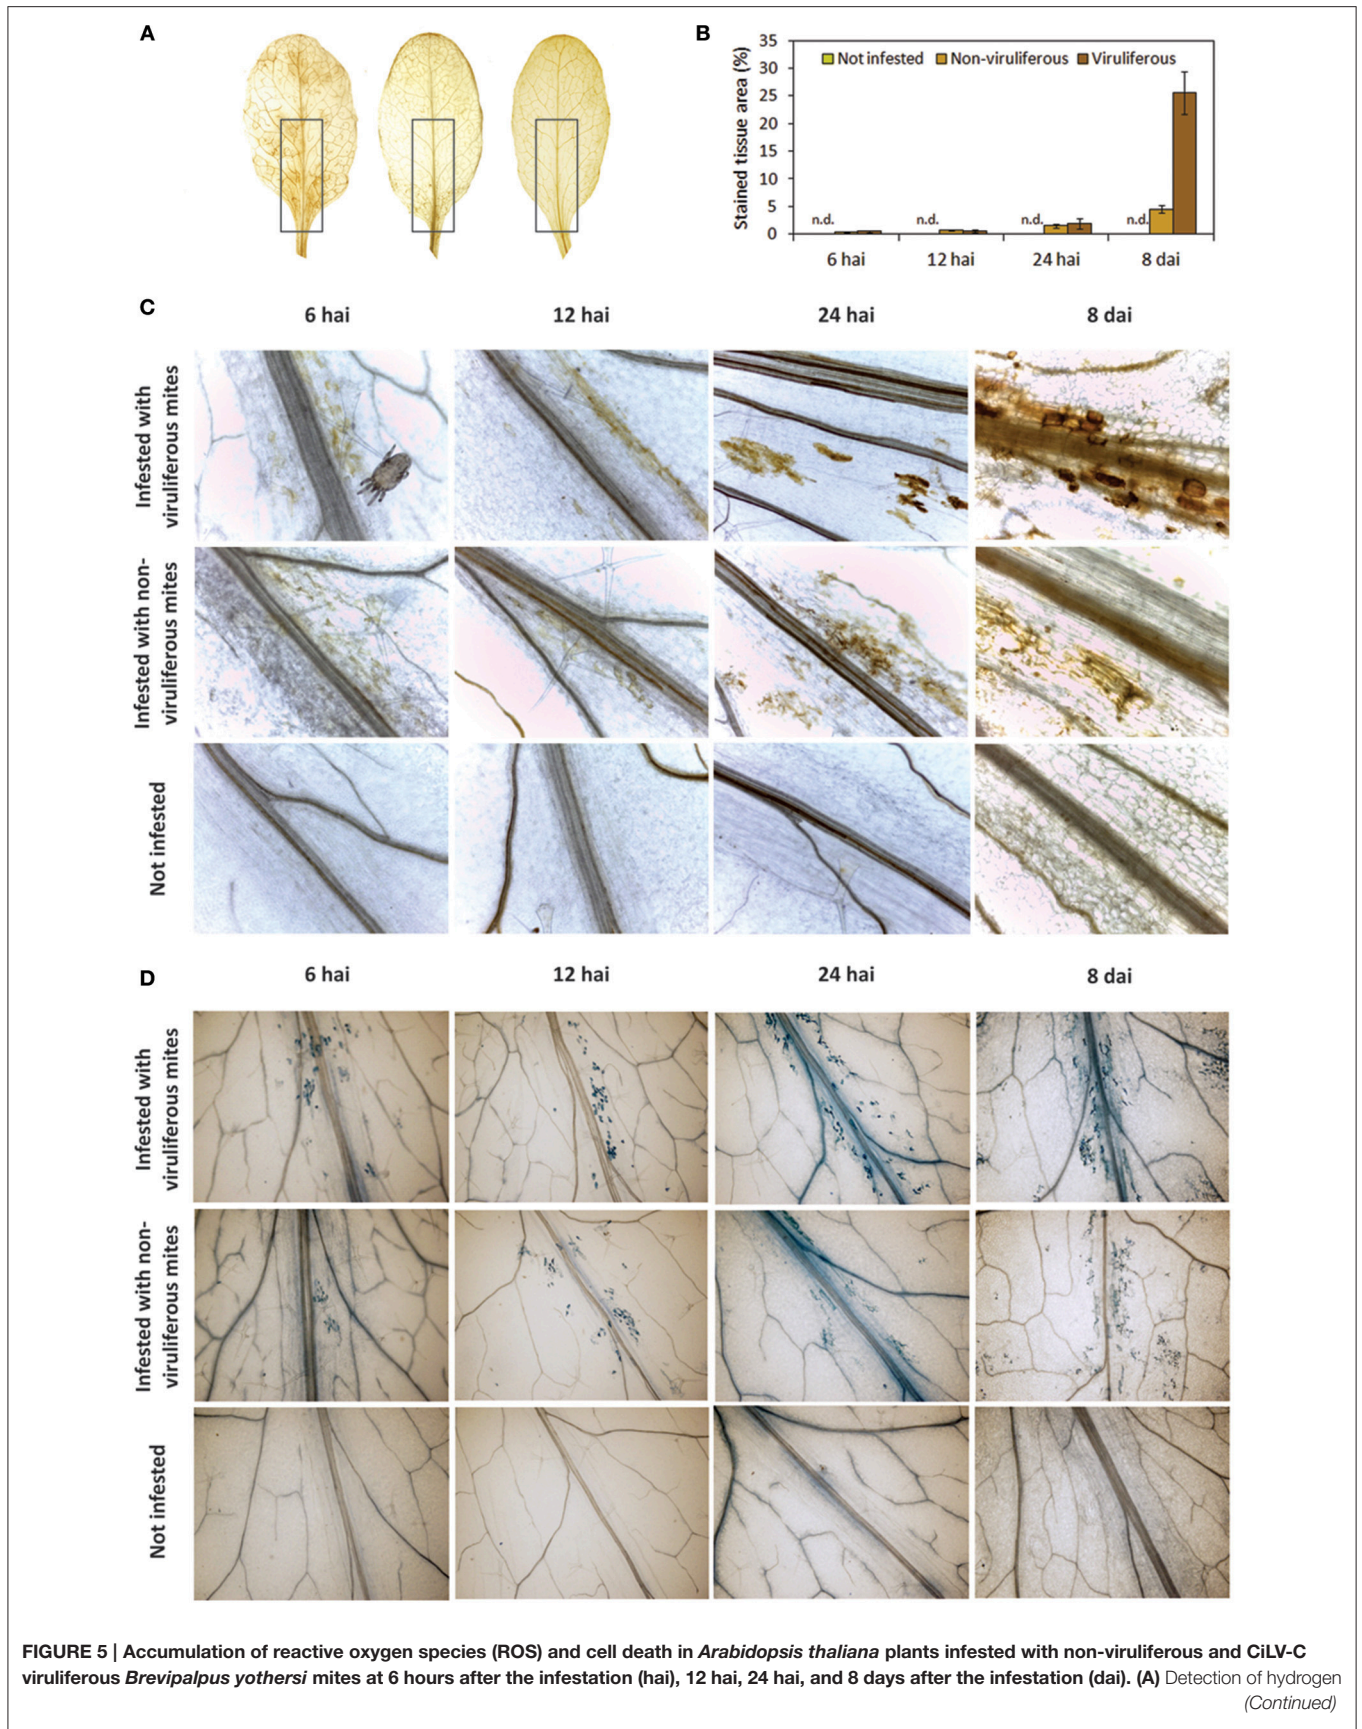 A
B
35
30
25
20
15
10
5
0
Stained tissue area (%)
Not infested Non-viruliferous Viruliferous
n.d. n.d. n.d. n.d.
6 hai 12 hai 24 hai 8 dai
C
6 hai 12 hai 24 hai 8 dai
Infested with
viruliferous mites
Infested with non-
viruliferous mites
Not infested
D
6 hai 12 hai 24 hai 8 dai
Infested with
viruliferous mites
Infested with non-
viruliferous mites
Not infested
FIGURE 5 | Accumulation of reactive oxygen species (ROS) and cell death in Arabidopsis thaliana plants infested with non-viruliferous and CiLV-C
viruliferous Brevipalpus yothersi mites at 6 hours after the infestation (hai), 12 hai, 24 hai, and 8 days after the infestation (dai). (A) Detection of hydrogen
(Continued)